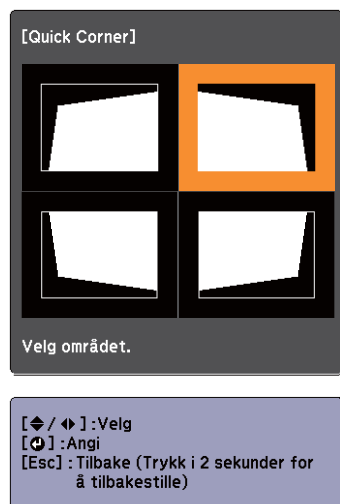 [Quick Corner]
Velg området.
[⬘/⬗] :Velg
[⏎] :Angi
[Esc] : Tilbake (Trykk i 2 sekunder for
å tilbakestille)